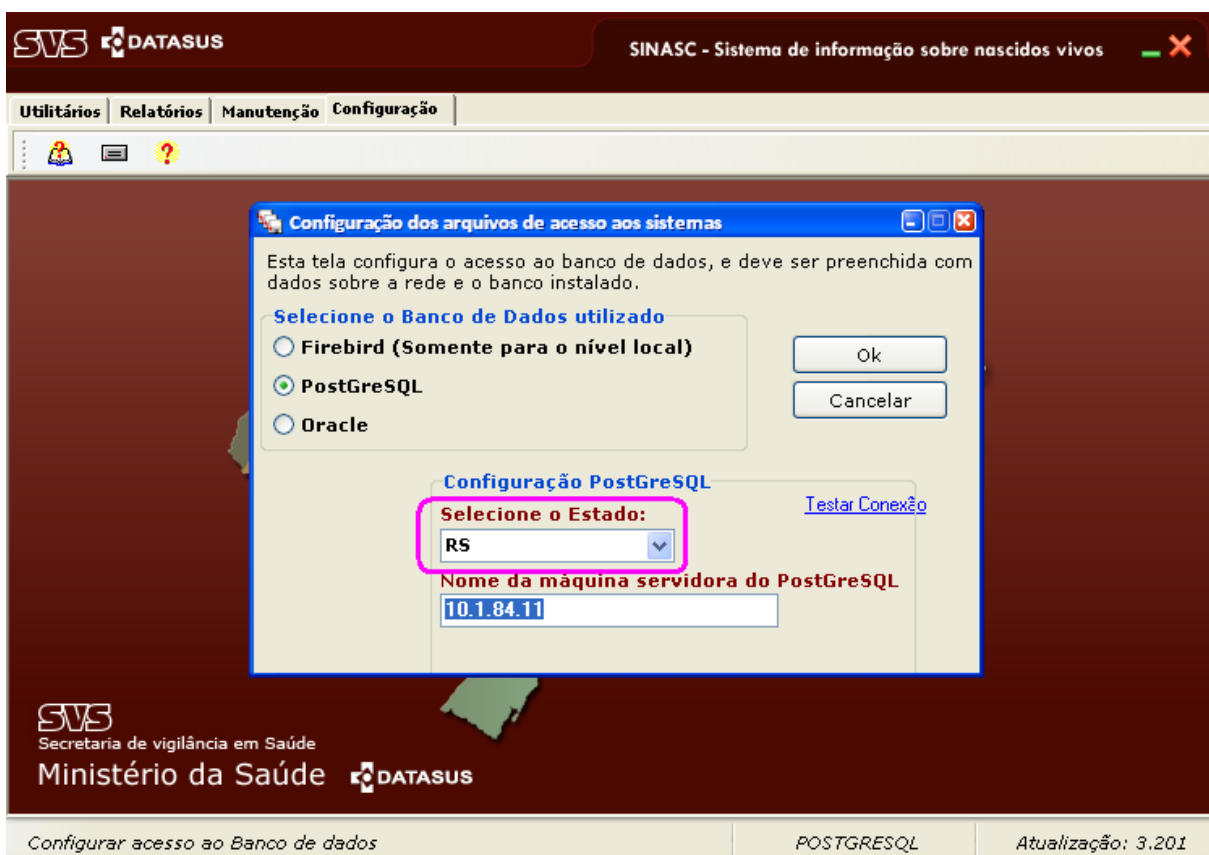 SVS DATASUS
SINASC - Sistema de informação sobre nascidos vivos
Utilitários Relatórios Manutenção Configuração
Configuração dos arquivos de acesso aos sistemas
Esta tela configura o acesso ao banco de dados, e deve ser preenchida com
dados sobre a rede e o banco instalado.
Selecione o Banco de Dados utilizado
Firebird (Somente para o nível local)
PostGreSQL
Oracle
Ok
Cancelar
Configuração PostGreSQL
Testar Conexão
Selecione o Estado:
RS
Nome da máquina servidora do PostGreSQL
10.1.84.11
SVS
Secretaria de vigilância em Saúde
Ministério da Saúde DATASUS
Configurar acesso ao Banco de dados POSTGRESQL Atualização: 3.201